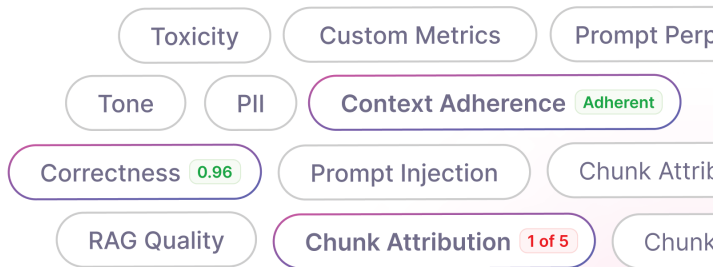 Toxicity Custom Metrics Prompt Perp
Tone PII Context Adherence Adherent
Correctness 0.96 Prompt Injection Chunk Attrib
RAG Quality Chunk Attribution 1 of 5 Chunk